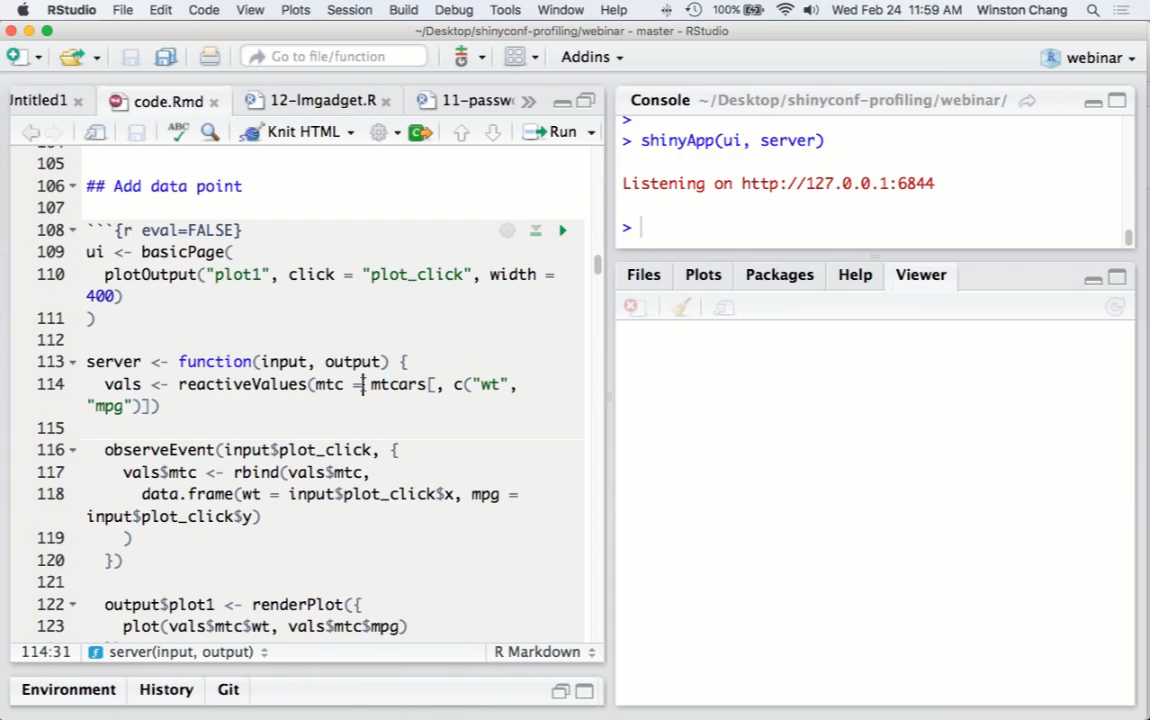 RStudio File Edit Code View Plots Session Build Debug Tools Window Help 100% Wed Feb 24 11:59 AM Winston Chang
~/Desktop/shinyconf-profiling/webinar - master - RStudio
Go to file/function Addins webinar
Intitled1 code.Rmd 12-lmgadget.R 11-passw
ABC Knit HTML Run
105
106 ## Add data point
107
108 ```{r eval=FALSE}
109 ui <- basicPage(
110 plotOutput("plot1", click = "plot_click", width =
400)
111 )
112
113 server <- function(input, output) {
114 vals <- reactiveValues(mtc = mtcars[, c("wt",
"mpg")])
115
116 observeEvent(input$plot_click, {
117 vals$mtc <- rbind(vals$mtc,
118 data.frame(wt = input$plot_click$x, mpg =
input$plot_click$y)
119 )
120 })
121
122 output$plot1 <- renderPlot({
123 plot(vals$mtc$wt, vals$mtc$mpg)
114:31 server(input, output) R Markdown
Environment History Git
Console ~/Desktop/shinyconf-profiling/webinar/
>
> shinyApp(ui, server)
Listening on http://127.0.0.1:6844
>
Files Plots Packages Help Viewer